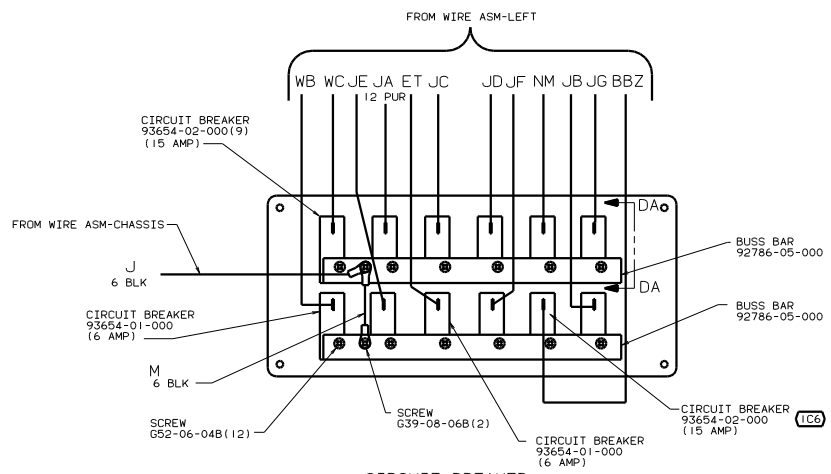 FROM WIRE ASM-LEFT
WB WC JE JA ET JC JD JF NM JB JG BBZ
12 PUR
CIRCUIT BREAKER
93654-02-000(9)
(15 AMP)
DA
FROM WIRE ASM-CHASSIS
BUSS BAR
92786-05-000
J
6 BLK
DA
BUSS BAR
92786-05-000
CIRCUIT BREAKER
93654-01-000
(6 AMP)
M
6 BLK
SCREW
G52-06-04B(12)
SCREW
G39-08-06B(2)
CIRCUIT BREAKER
93654-02-000
(15 AMP)
1C6
CIRCUIT BREAKER
93654-01-000
(6 AMP)
CIRCUIT BREAKER